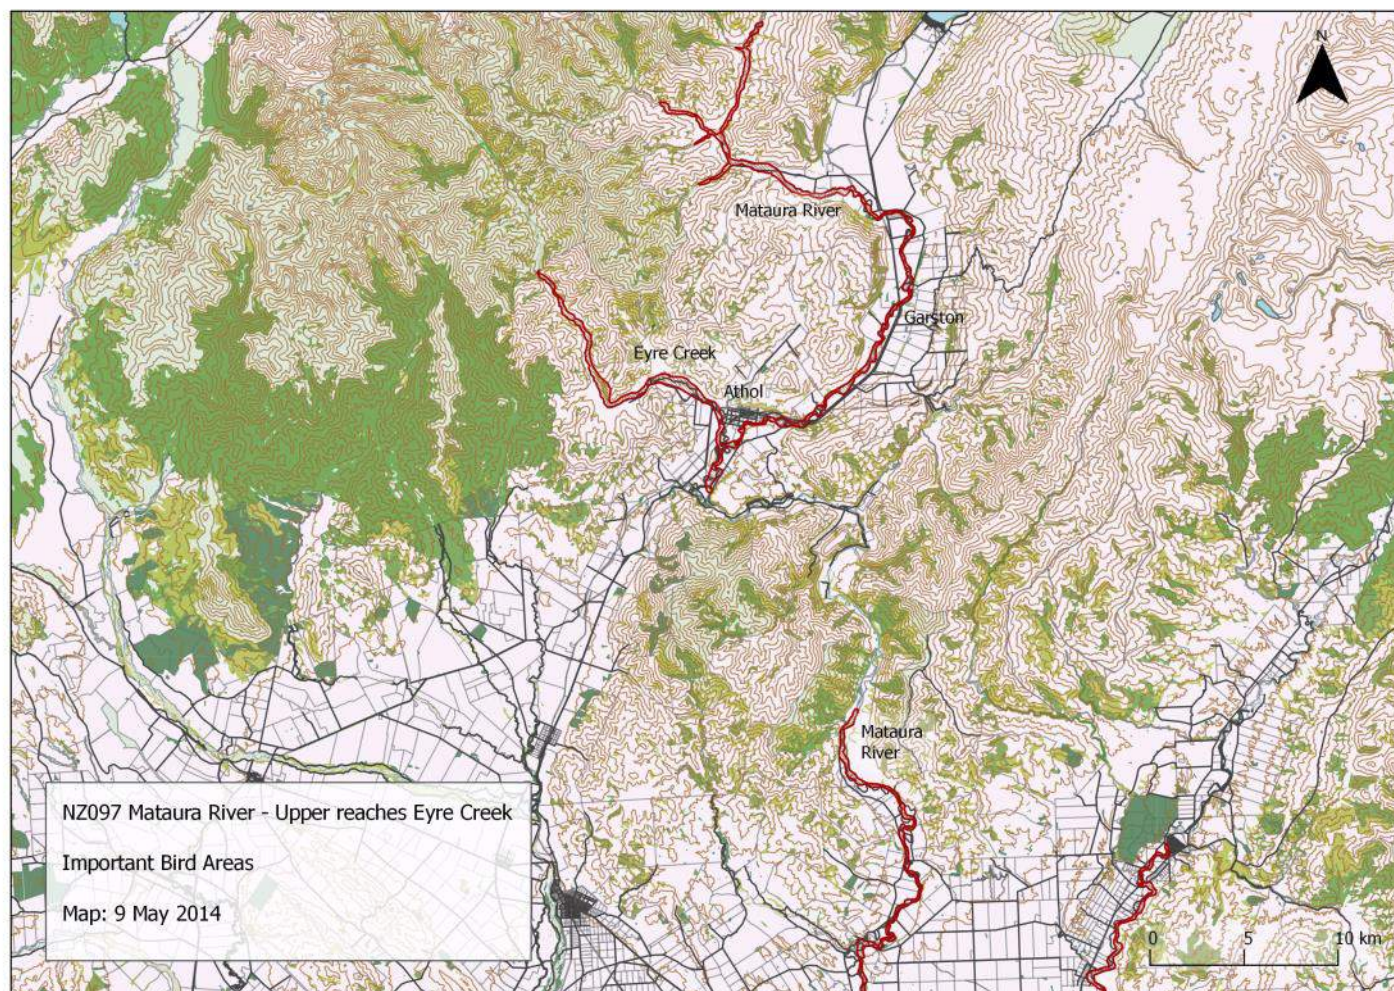 N
Mataura River
Garston
Eyre Creek
Athol
Mataura
River
NZ097 Mataura River - Upper reaches Eyre Creek
Important Bird Areas
Map: 9 May 2014
0 5 10 km